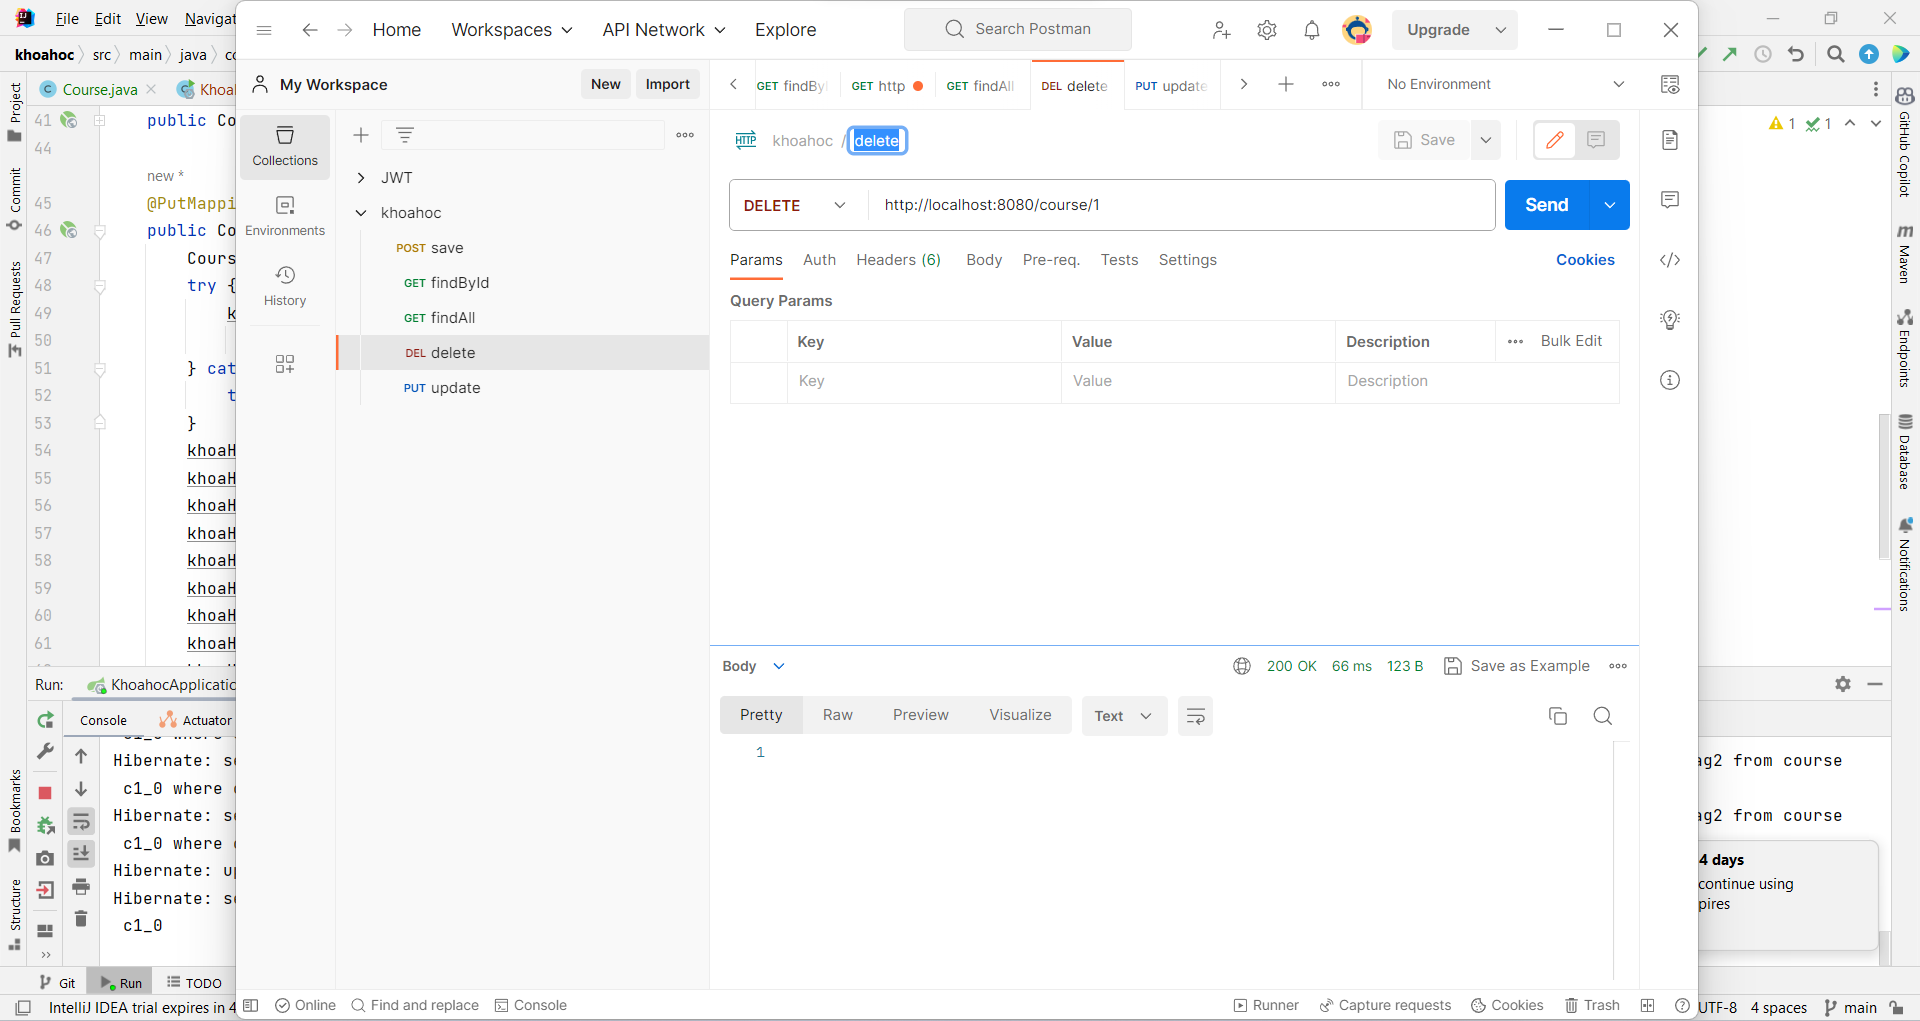 File Edit View Navigat
khoahoc src main java
Course.java
Project
Commit
Pull Requests
Bookmarks
Structure
41 public Co
44
new *
45 @PutMappi
46 public Co
47 Cours
48 try {
49 k
50
51 } cat
52 t
53 }
54 khoaH
55 khoaH
56 khoaH
57 khoaH
58 khoaH
59 khoaH
60 khoaH
61 khoaH
Run: KhoahocApplicatio
Console Actuator
Hibernate: s
c1_0 where
Hibernate: s
c1_0 where
Hibernate: u
Hibernate: s
c1_0
Git Run TODO
IntelliJ IDEA trial expires in 4
Home Workspaces API Network Explore Search Postman Upgrade
My Workspace New Import
GET findBy GET http GET findAll DEL delete PUT update No Environment
Collections
Environments
History
JWT
khoahoc
POST save
GET findById
GET findAll
DEL delete
PUT update
HTTP khoahoc / delete Save
DELETE http://localhost:8080/course/1 Send
Params Auth Headers (6) Body Pre-req. Tests Settings Cookies
Query Params
Key Value Description Bulk Edit
Key Value Description
Body 200 OK 66 ms 123 B Save as Example
Pretty Raw Preview Visualize Text
1
Online Find and replace Console Runner Capture requests Cookies Trash
1 1
GitHub Copilot
Maven
Endpoints
Database
Notifications
ag2 from course
ag2 from course
4 days
continue using
pires
UTF-8 4 spaces main